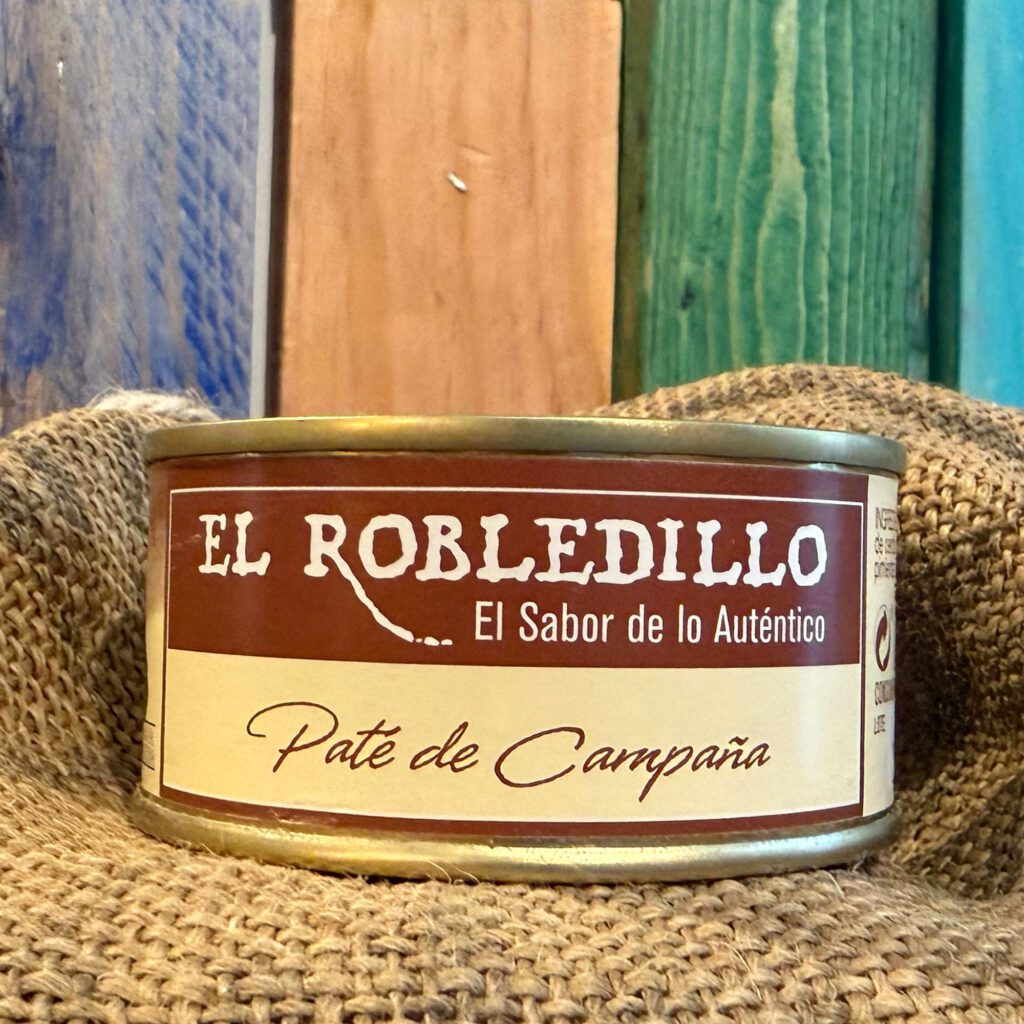 EL ROBLEDILLO
El Sabor de lo Auténtico
Paté de Campaña